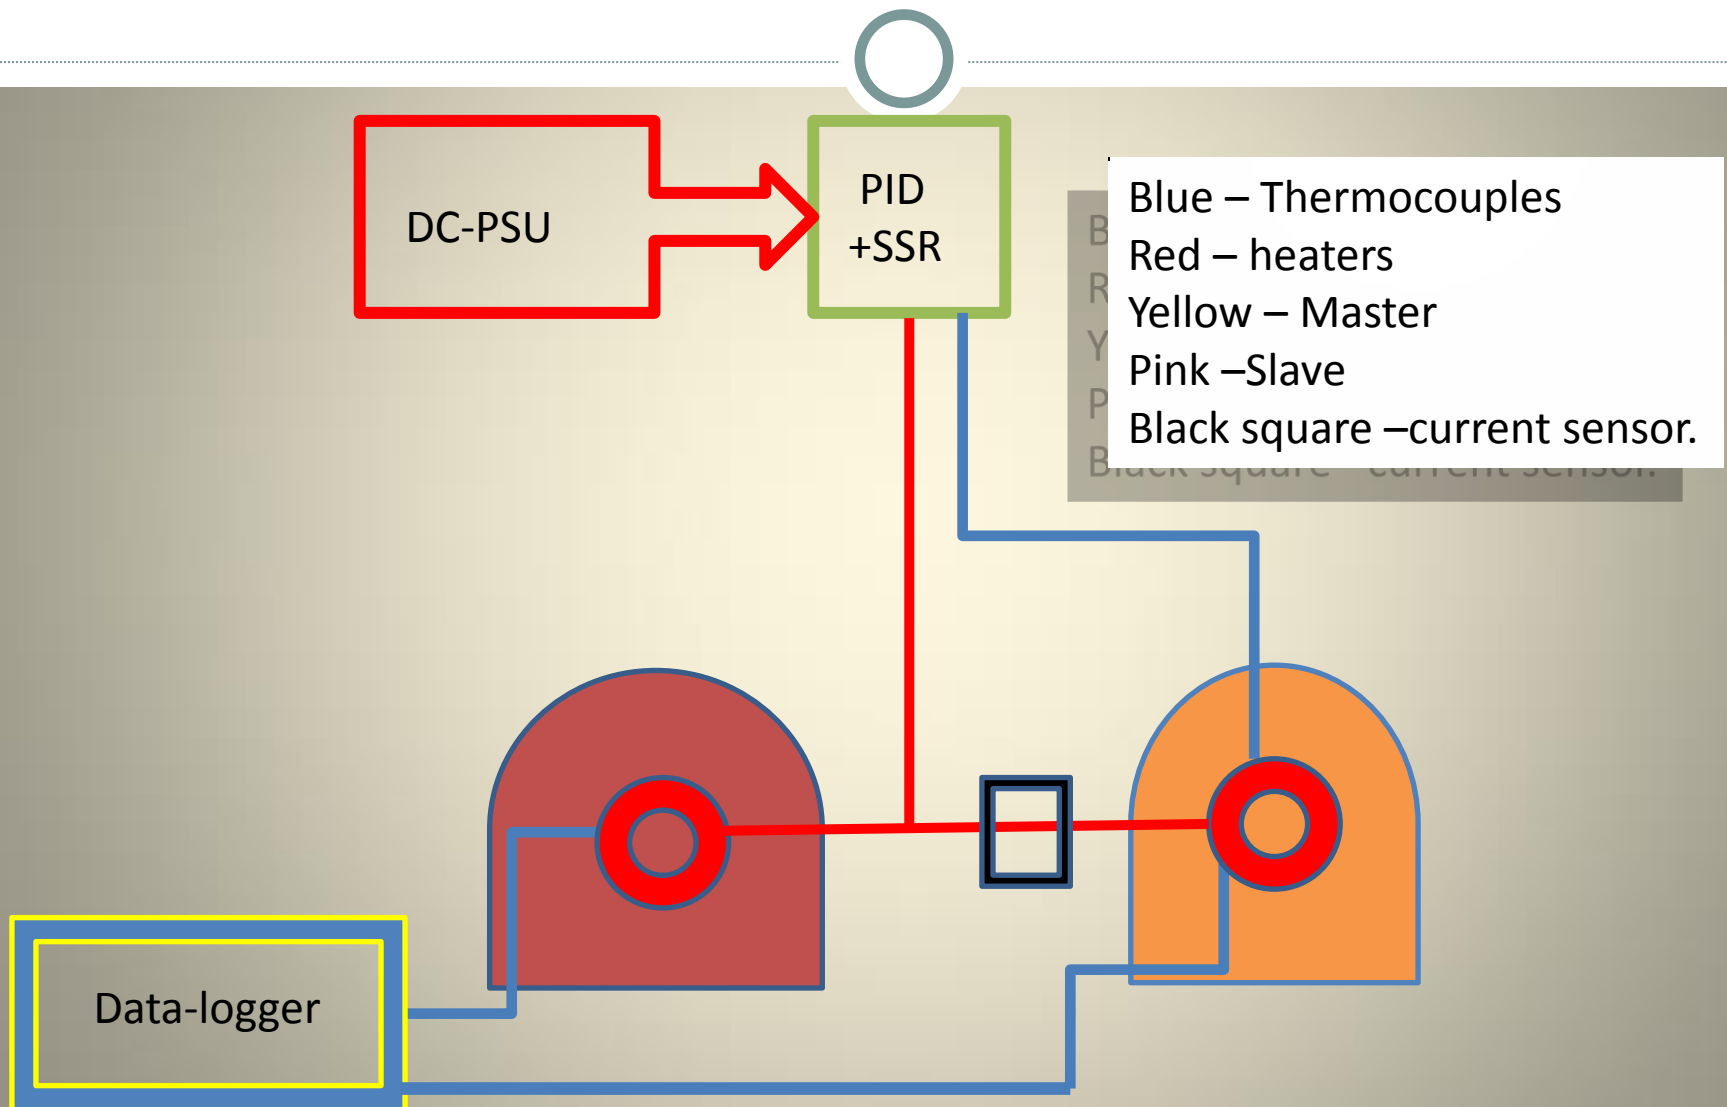 DC-PSU
PID
+SSR
Blue – Thermocouples
Red – heaters
Yellow – Master
Pink –Slave
Black square –current sensor.
Data-logger